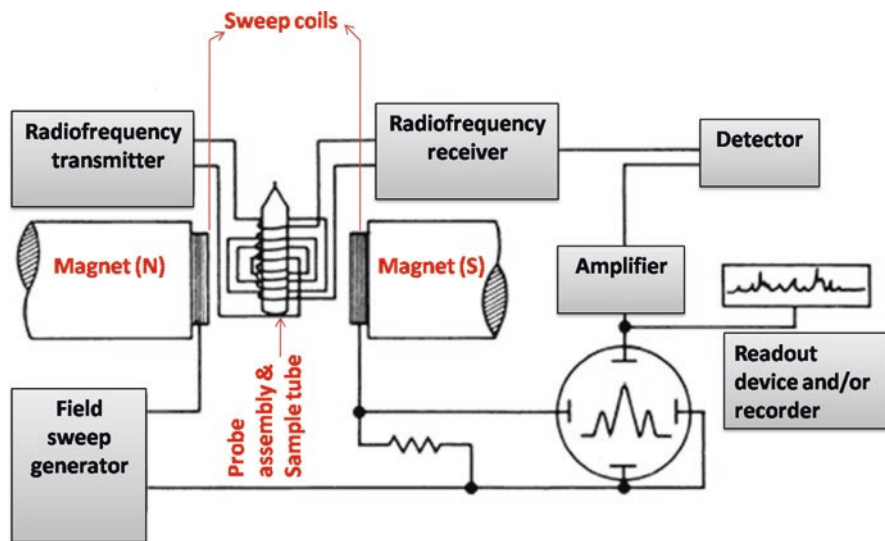 Sweep coils
Radiofrequency
transmitter
Radiofrequency
receiver
Detector
Magnet (N)
Magnet (S)
Amplifier
Probe
assembly &
Sample tube
Readout
device and/or
recorder
Field
sweep
generator